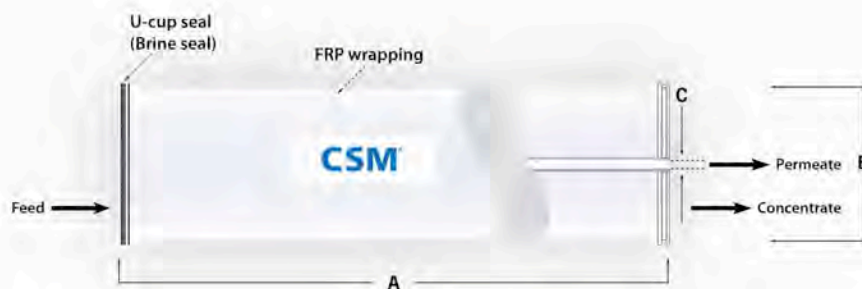 U-cup seal
(Brine seal)
FRP wrapping
C
CSM
Permeate
B
Feed
Concentrate
A